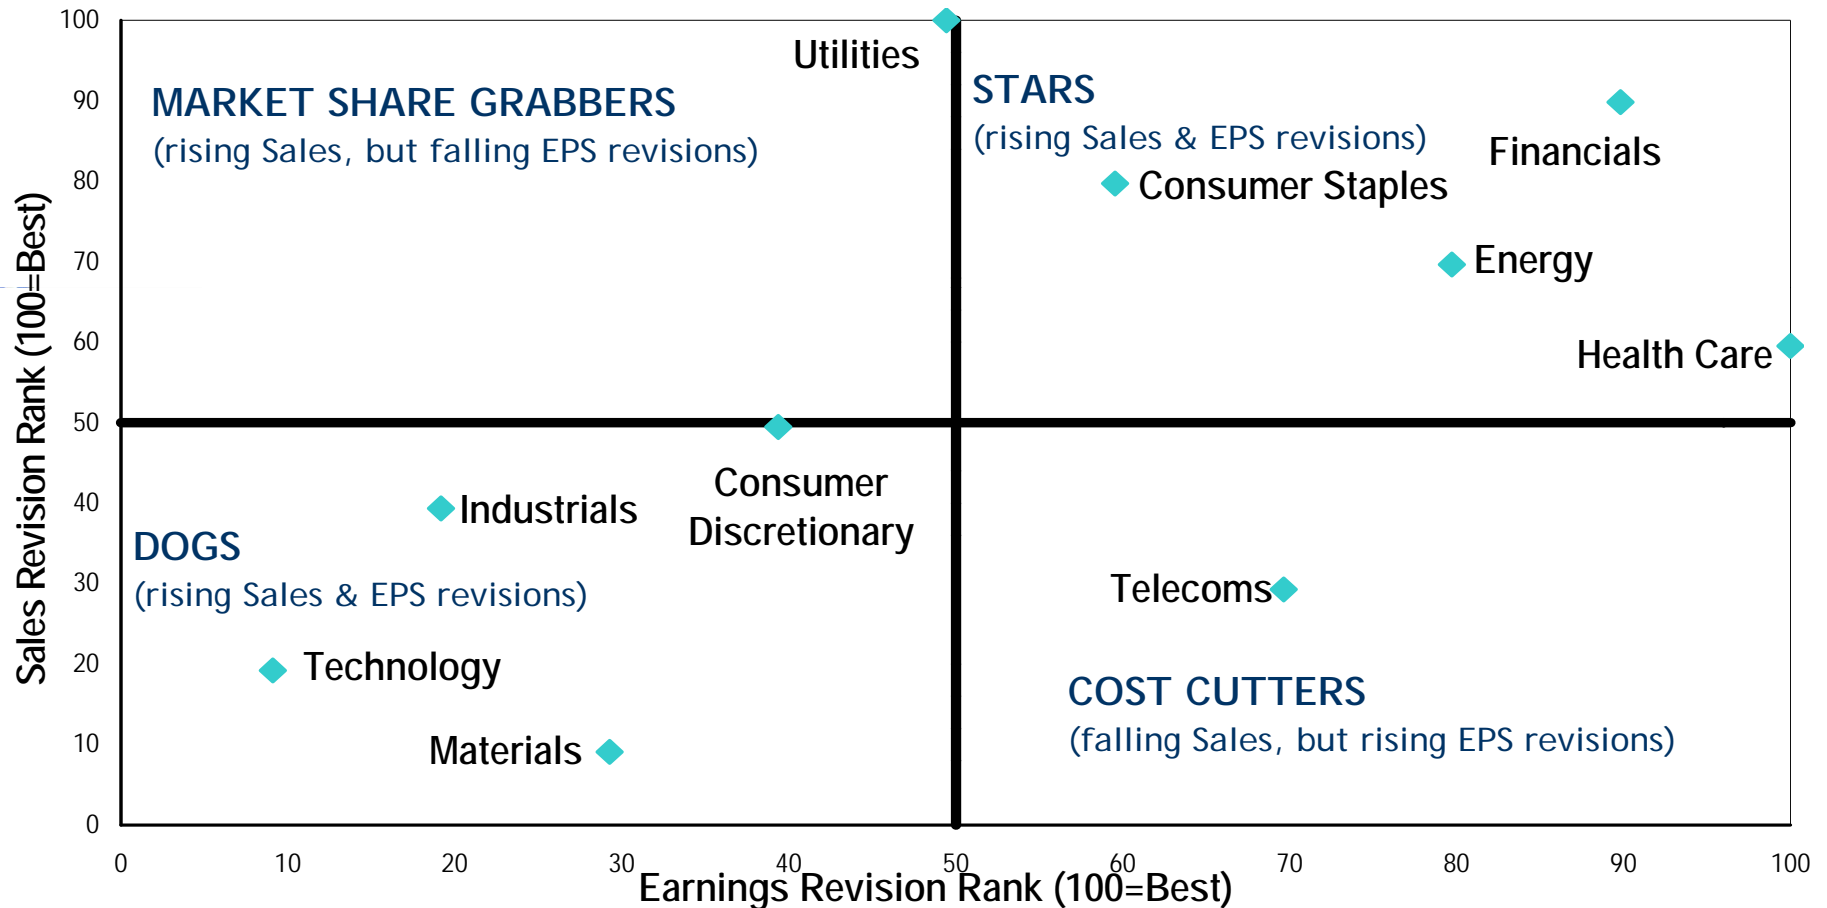 100
Utilities
STARS
MARKET SHARE GRABBERS
90
(rising Sales & EPS revisions)
(rising Sales, but falling EPS revisions)
Financials
80
Consumer Staples
70
Energy
60
Health Care
Sales Revision Rank (100=Best)
50
Consumer
Discretionary
40
Industrials
DOGS
30
(rising Sales & EPS revisions)
Telecoms
20
Technology
COST CUTTERS
(falling Sales, but rising EPS revisions)
10
Materials
0
0 10 20 30 40 50 60 70 80 90 100
Earnings Revision Rank (100=Best)